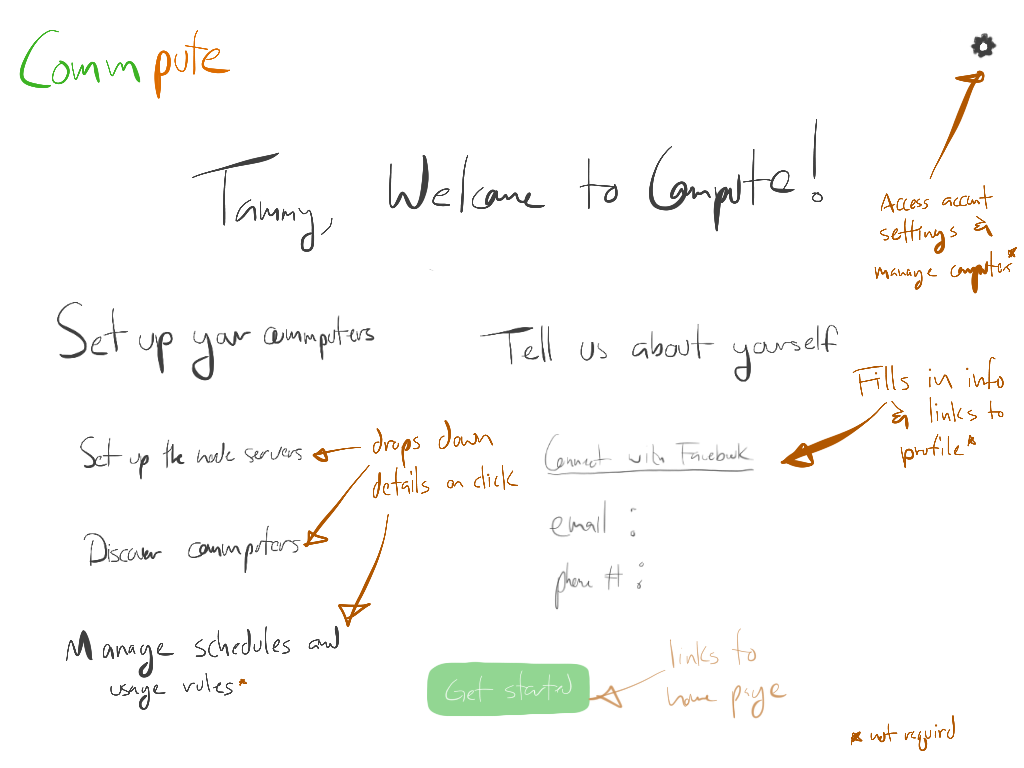 Commpute
Tammy, Welcome to Compute!
Access accunt
settings &
manage computer*
Set up your commputers
Tell us about yourself
Fills in info
& links to
profile*
Set up the node servers
drops down
details on click
Connect with Facebook
email :
Discover commputers
phone # :
Manage schedules and
usage rules*
links to
home page
Get started
* not required